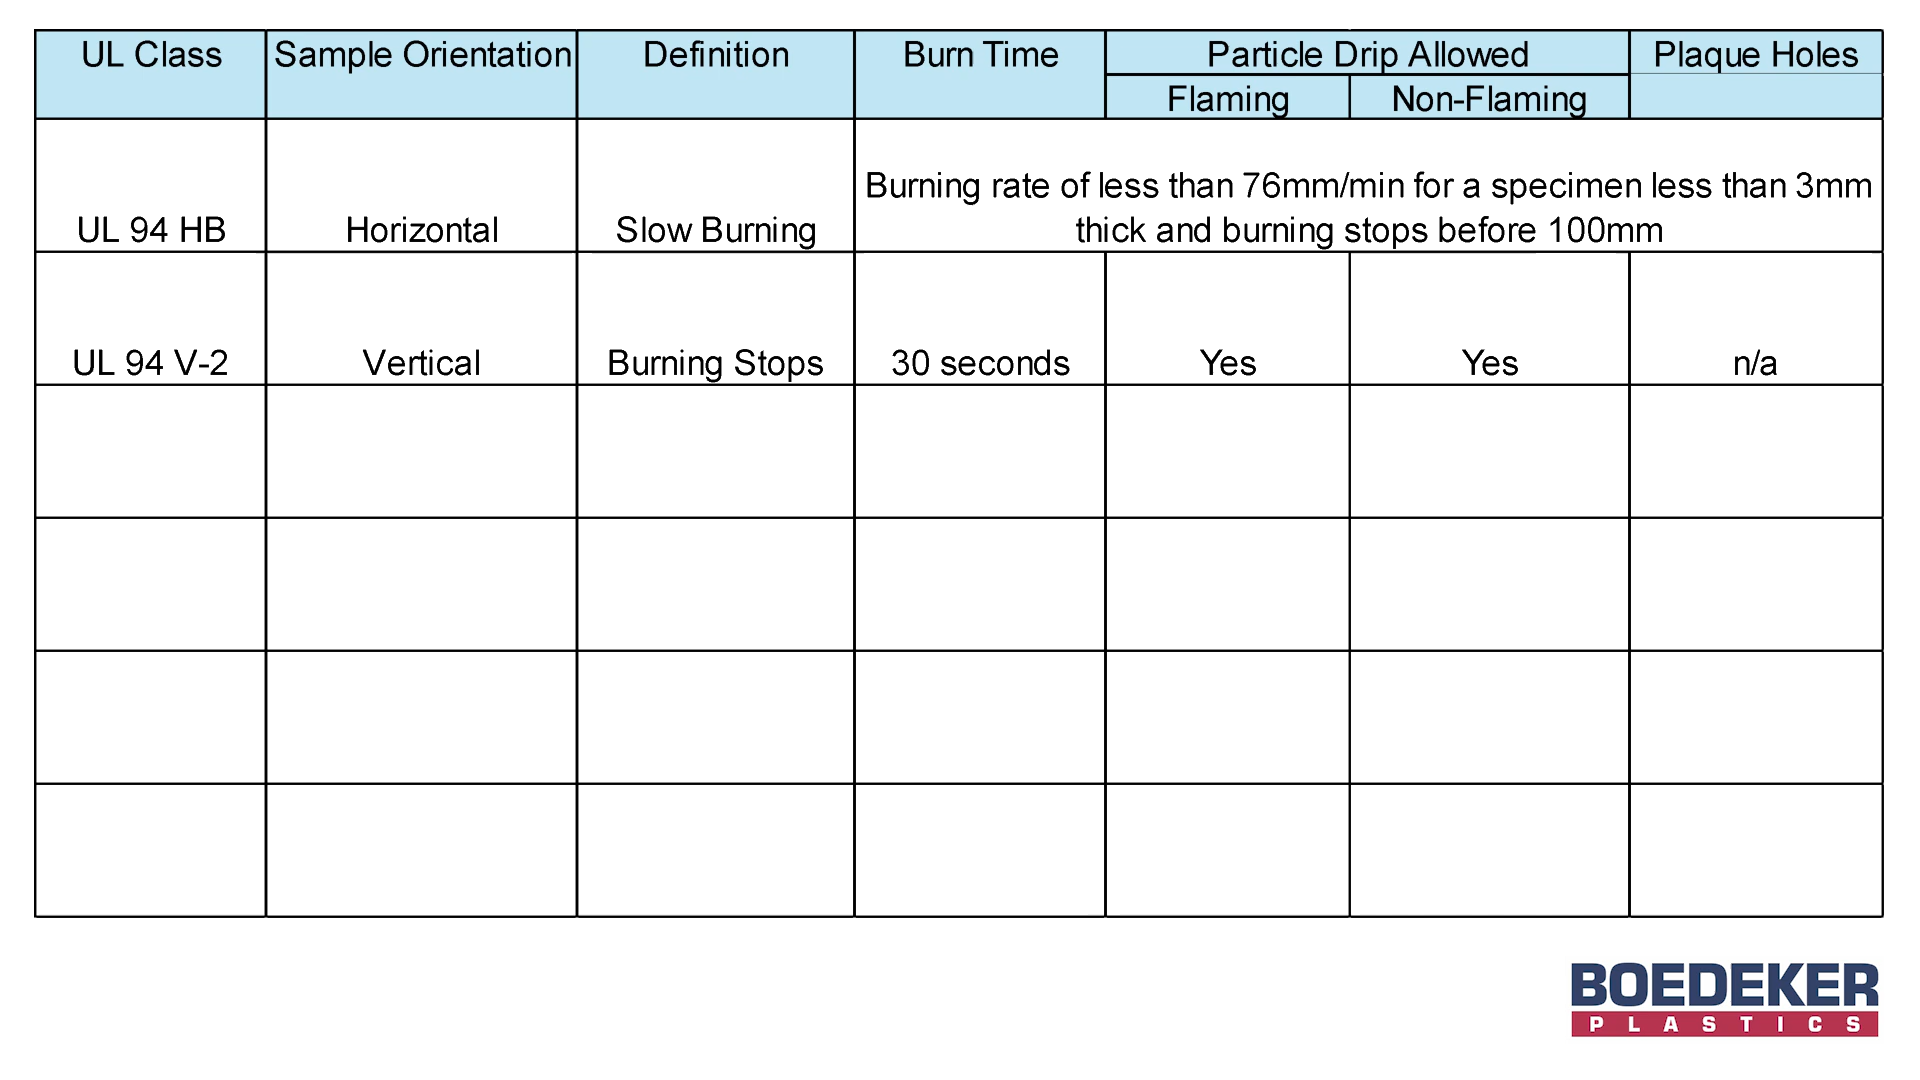 UL Class Sample Orientation Definition Burn Time Particle Drip Allowed Plaque Holes
Flaming Non-Flaming
Burning rate of less than 76mm/min for a specimen less than 3mm
UL 94 HB Horizontal Slow Burning thick and burning stops before 100mm
UL 94 V-2 Vertical Burning Stops 30 seconds Yes Yes n/a
BOEDEKER
PLASTICS